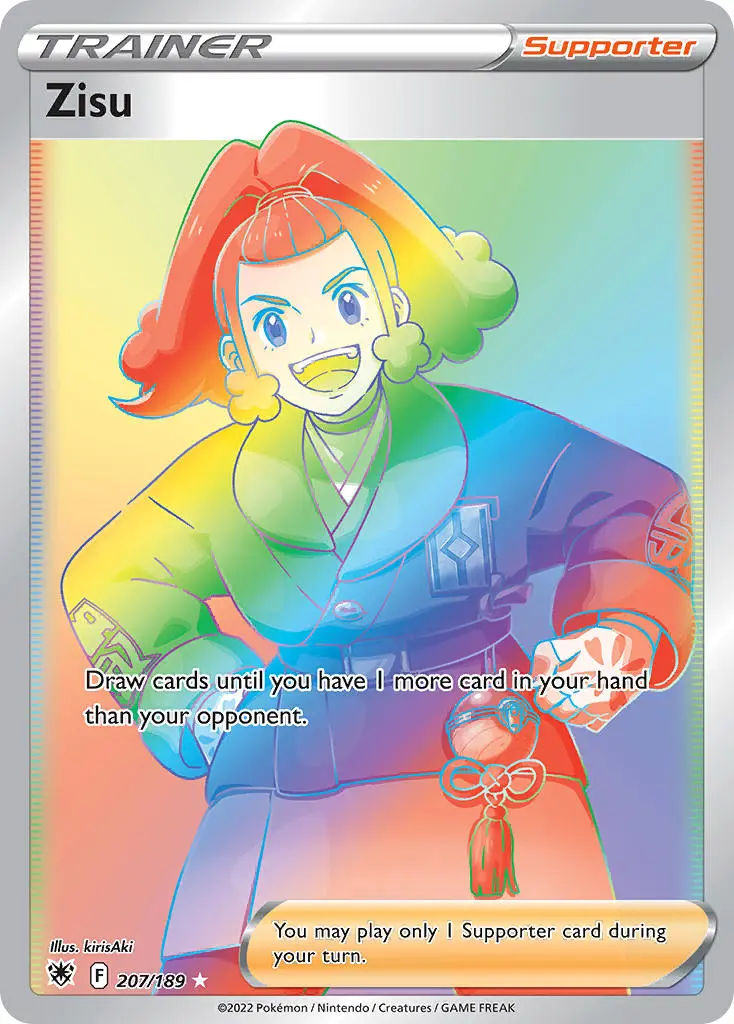 TRAINER
Supporter
Zisu
Draw cards until you have 1 more card in your hand
than your opponent.
You may play only 1 Supporter card during
your turn.
Illus. kirisAki
F 207/189 ★
©2022 Pokémon / Nintendo / Creatures / GAME FREAK